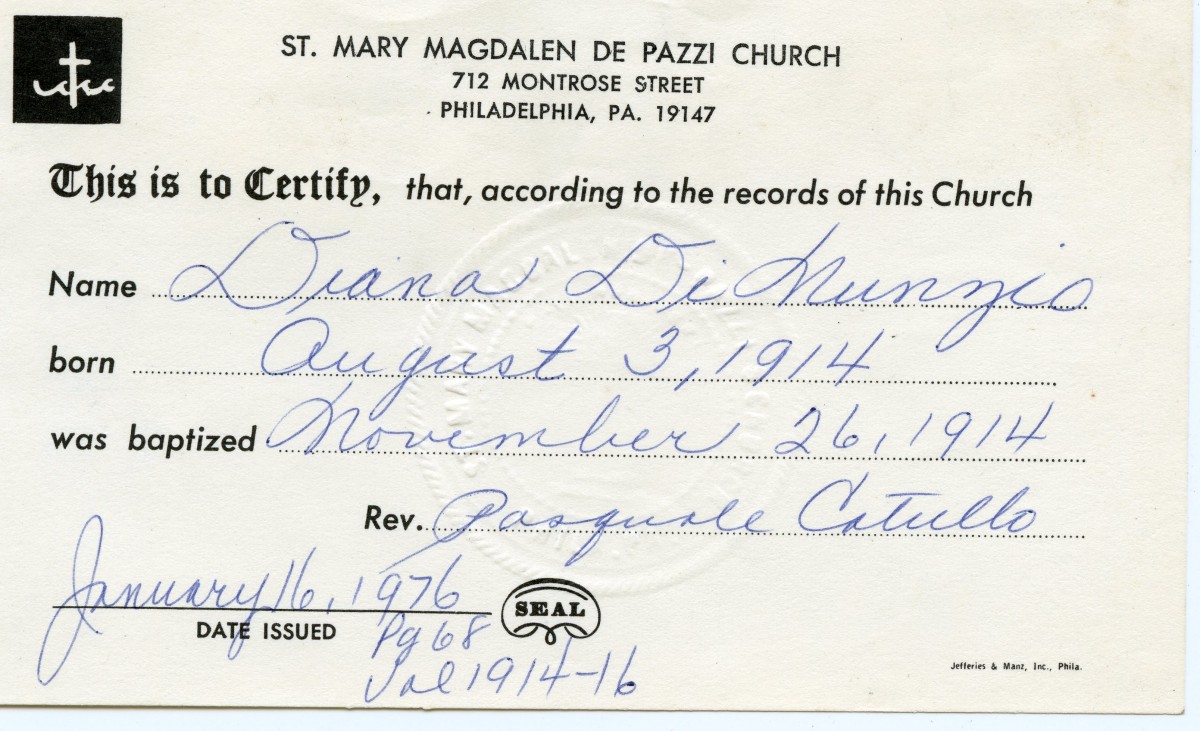 ST. MARY MAGDALEN DE PAZZI CHURCH
712 MONTROSE STREET
PHILADELPHIA, PA. 19147
This is to Certify, that, according to the records of this Church
Name Diana Di Nunzio
born August 3, 1914
was baptized November 26, 1914
Rev. Pasquale Catullo
January 16, 1976
DATE ISSUED
SEAL
Pg 68
Vol 1914-16
Jefferies & Manz, Inc., Phila.